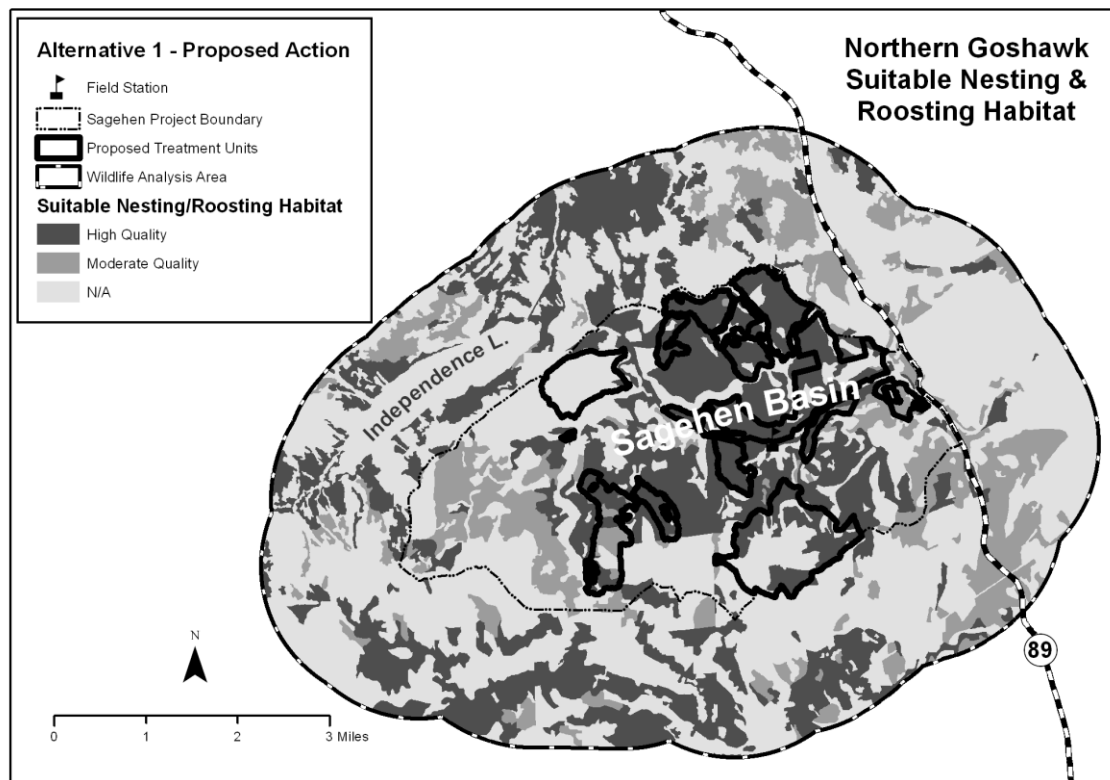 Alternative 1 - Proposed Action
Field Station
Sagehen Project Boundary
Proposed Treatment Units
Wildlife Analysis Area
Suitable Nesting/Roosting Habitat
High Quality
Moderate Quality
N/A
Northern Goshawk
Suitable Nesting &
Roosting Habitat
Independence L.
Sagehen Basin
89
N
0 1 2 3 Miles